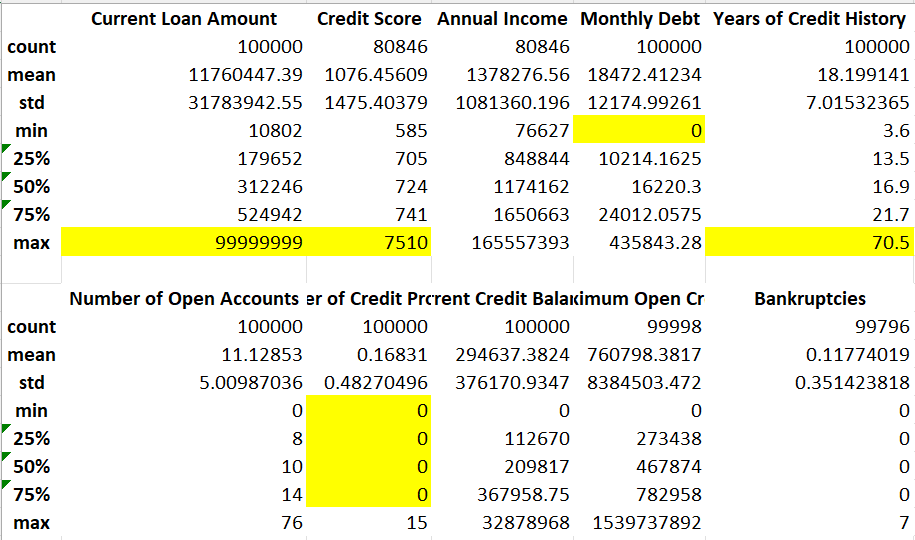 Current Loan Amount Credit Score Annual Income Monthly Debt Years of Credit History
count 100000 80846 80846 100000 100000
mean 11760447.39 1076.45609 1378276.56 18472.41234 18.199141
std 31783942.55 1475.40379 1081360.196 12174.99261 7.01532365
min 10802 585 76627 0 3.6
25% 179652 705 848844 10214.1625 13.5
50% 312246 724 1174162 16220.3 16.9
75% 524942 741 1650663 24012.0575 21.7
max 99999999 7510 165557393 435843.28 70.5
Number of Open Accounts er of Credit Pro rent Credit Balan ximum Open Cr Bankruptcies
count 100000 100000 100000 99998 99796
mean 11.12853 0.16831 294637.3824 760798.3817 0.11774019
std 5.00987036 0.48270496 376170.9347 8384503.472 0.351423818
min 0 0 0 0 0
25% 8 0 112670 273438 0
50% 10 0 209817 467874 0
75% 14 0 367958.75 782958 0
max 76 15 32878968 1539737892 7